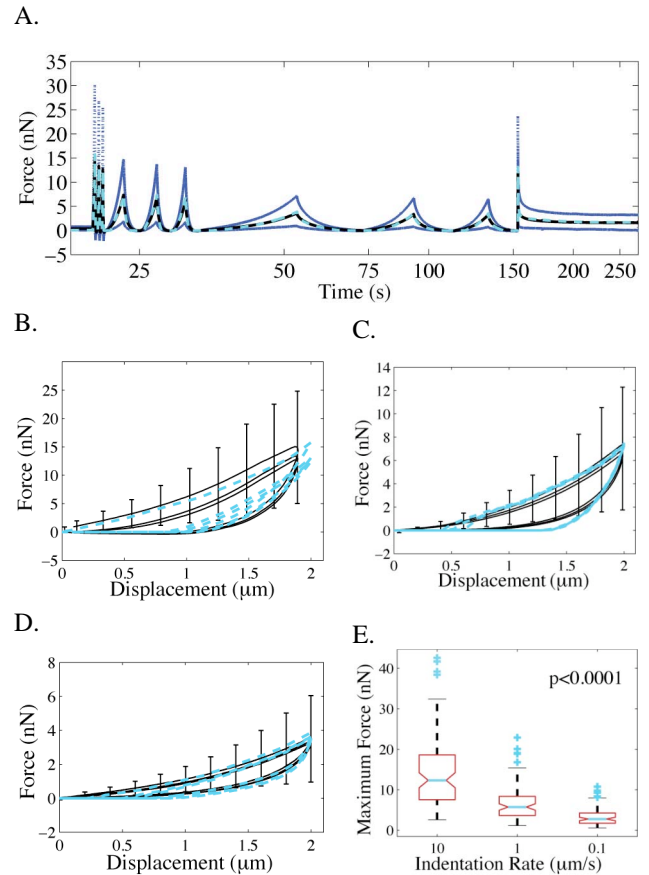 A.
35
30
25
20
15
10
5
0
−5
Force (nN)
25 50 75 100 150 200 250
Time (s)
B.
25
20
15
10
5
0
−5
Force (nN)
0 0.5 1 1.5 2
Displacement (μm)
C.
14
12
10
8
6
4
2
0
−2
Force (nN)
0 0.5 1 1.5 2
Displacement (μm)
D.
8
6
4
2
0
−2
Force (nN)
0 0.5 1 1.5 2
Displacement (μm)
E.
p<0.0001
40
30
20
10
0
Maximum Force (nN)
10 1 0.1
Indentation Rate (μm/s)